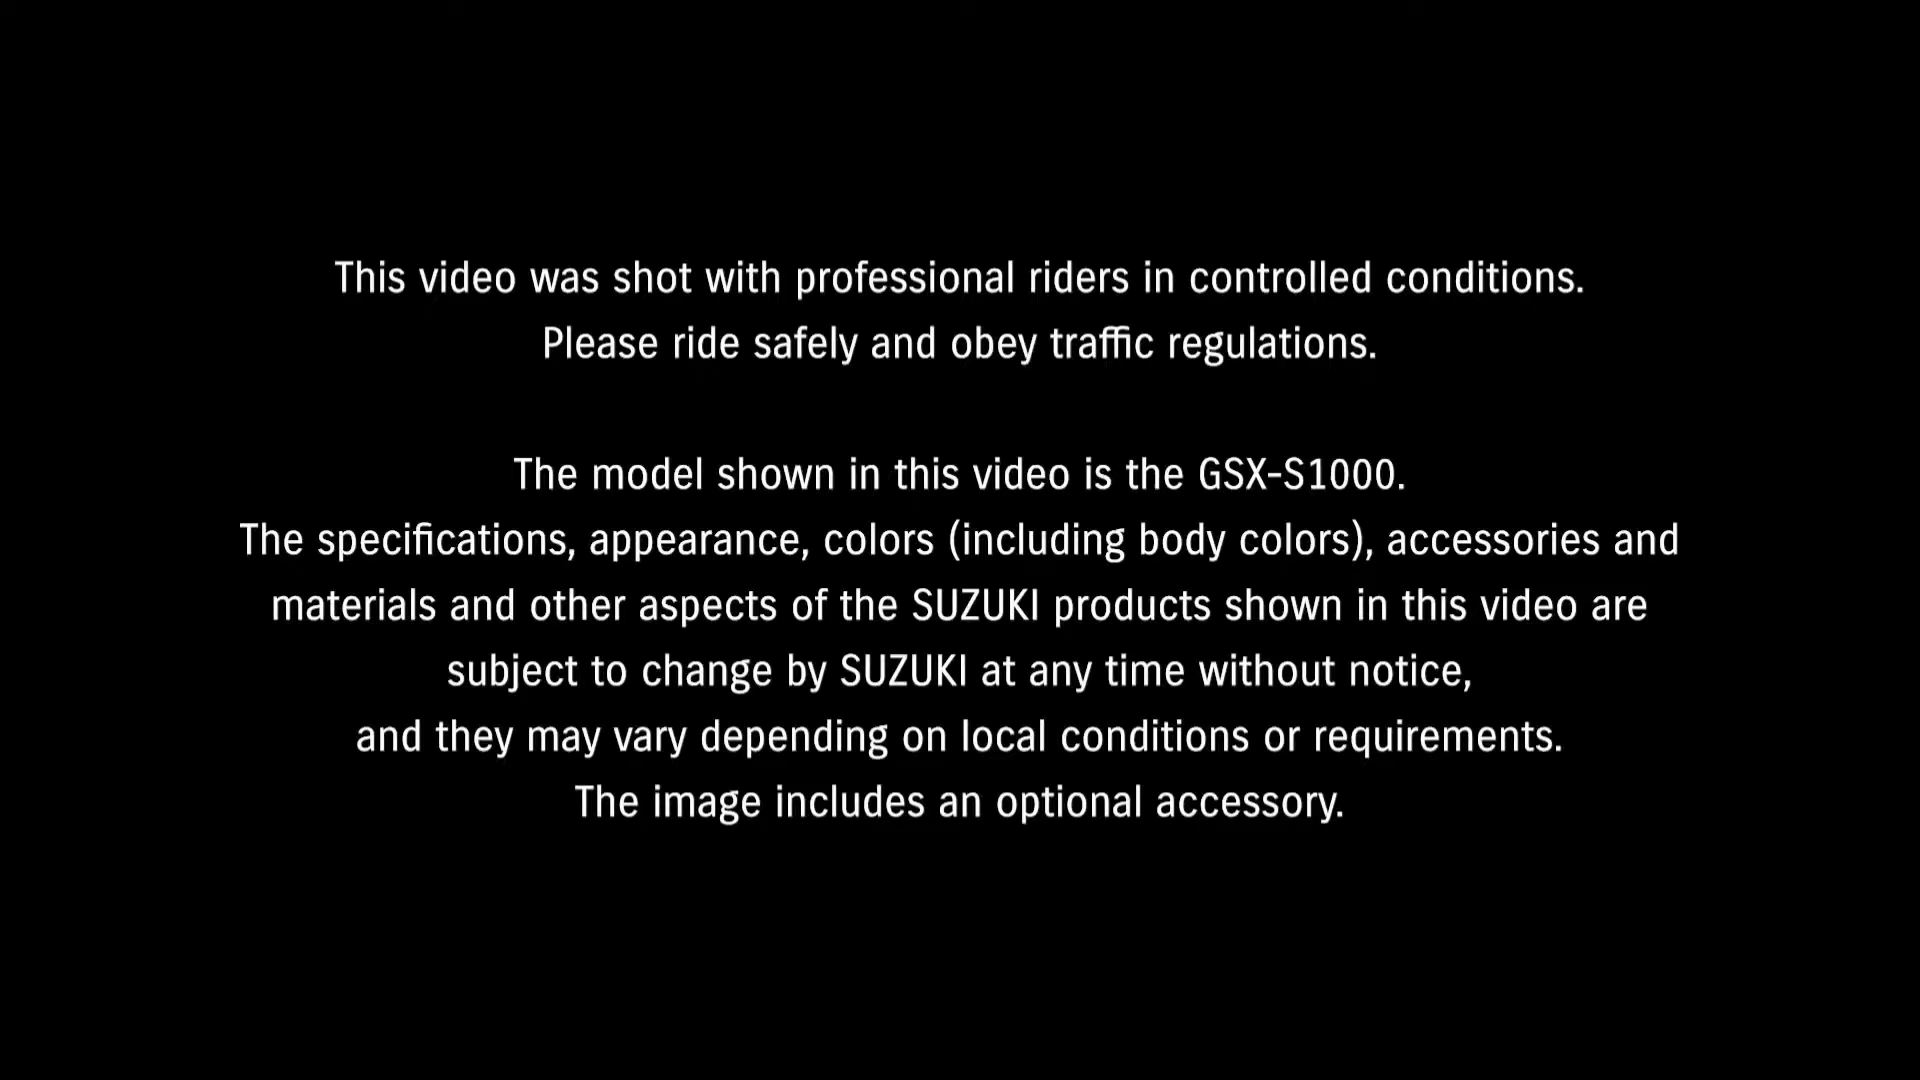 This video was shot with professional riders in controlled conditions.
Please ride safely and obey traffic regulations.
The model shown in this video is the GSX-S1000.
The specifications, appearance, colors (including body colors), accessories and
materials and other aspects of the SUZUKI products shown in this video are
subject to change by SUZUKI at any time without notice,
and they may vary depending on local conditions or requirements.
The image includes an optional accessory.